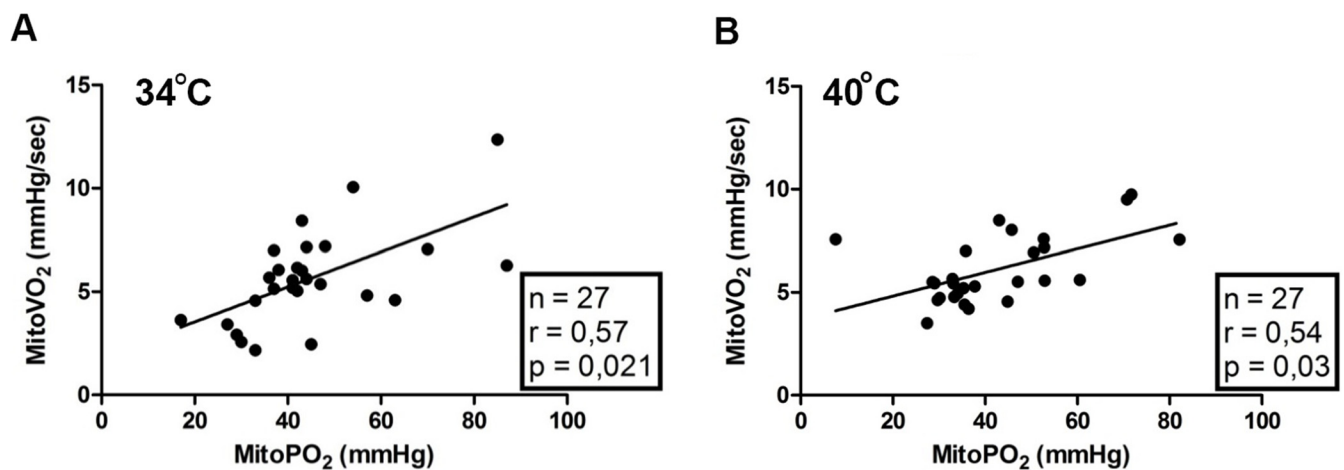 A
34°C
MitoVO₂ (mmHg/sec)
15
10
5
0
0 20 40 60 80 100
MitoPO₂ (mmHg)
n = 27
r = 0,57
p = 0,021
B
40°C
MitoVO₂ (mmHg/sec)
15
10
5
0
0 20 40 60 80 100
MitoPO₂ (mmHg)
n = 27
r = 0,54
p = 0,03